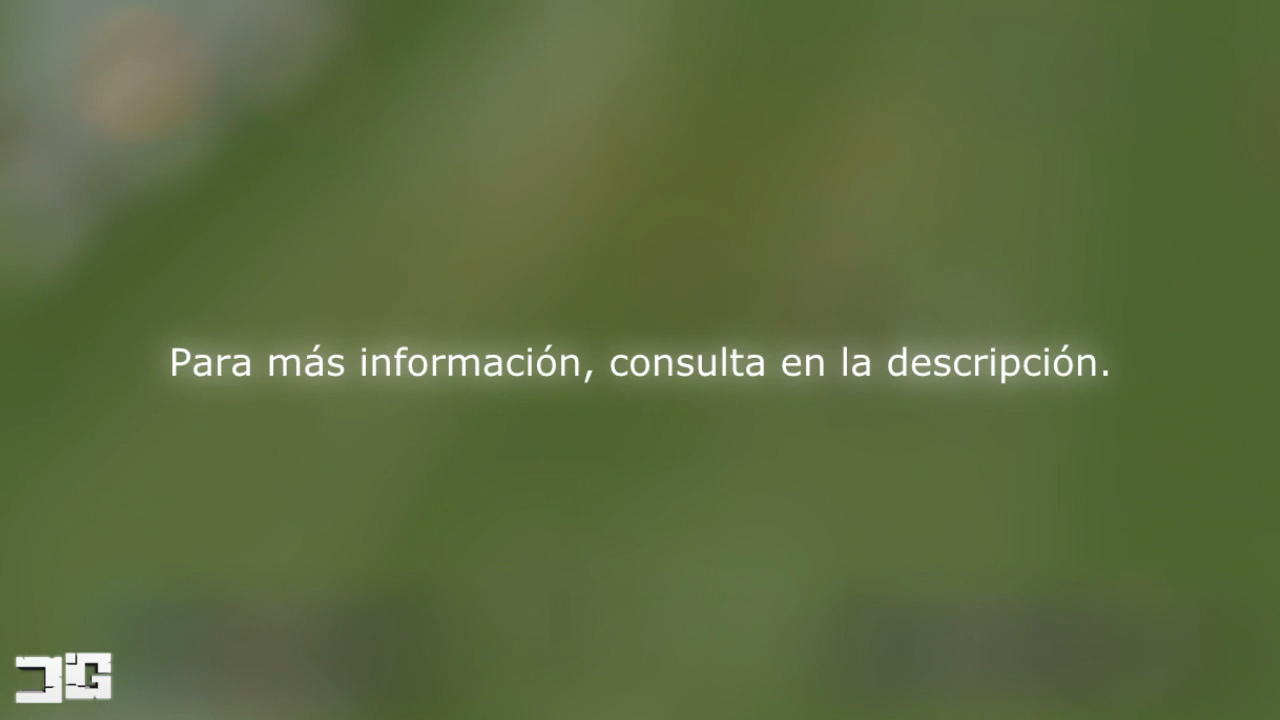 Para más información, consulta en la descripción.